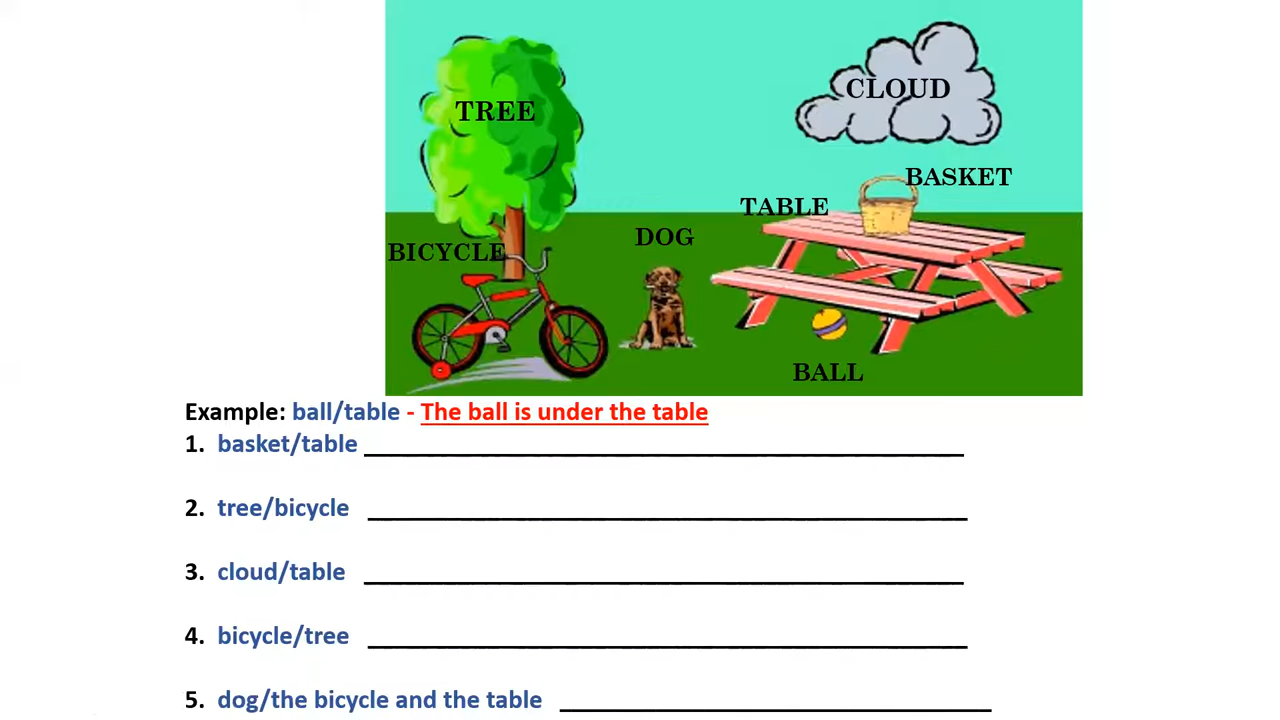 TREE
CLOUD
BASKET
TABLE
DOG
BICYCLE
BALL
Example: ball/table - The ball is under the table
1. basket/table
2. tree/bicycle
3. cloud/table
4. bicycle/tree
5. dog/the bicycle and the table